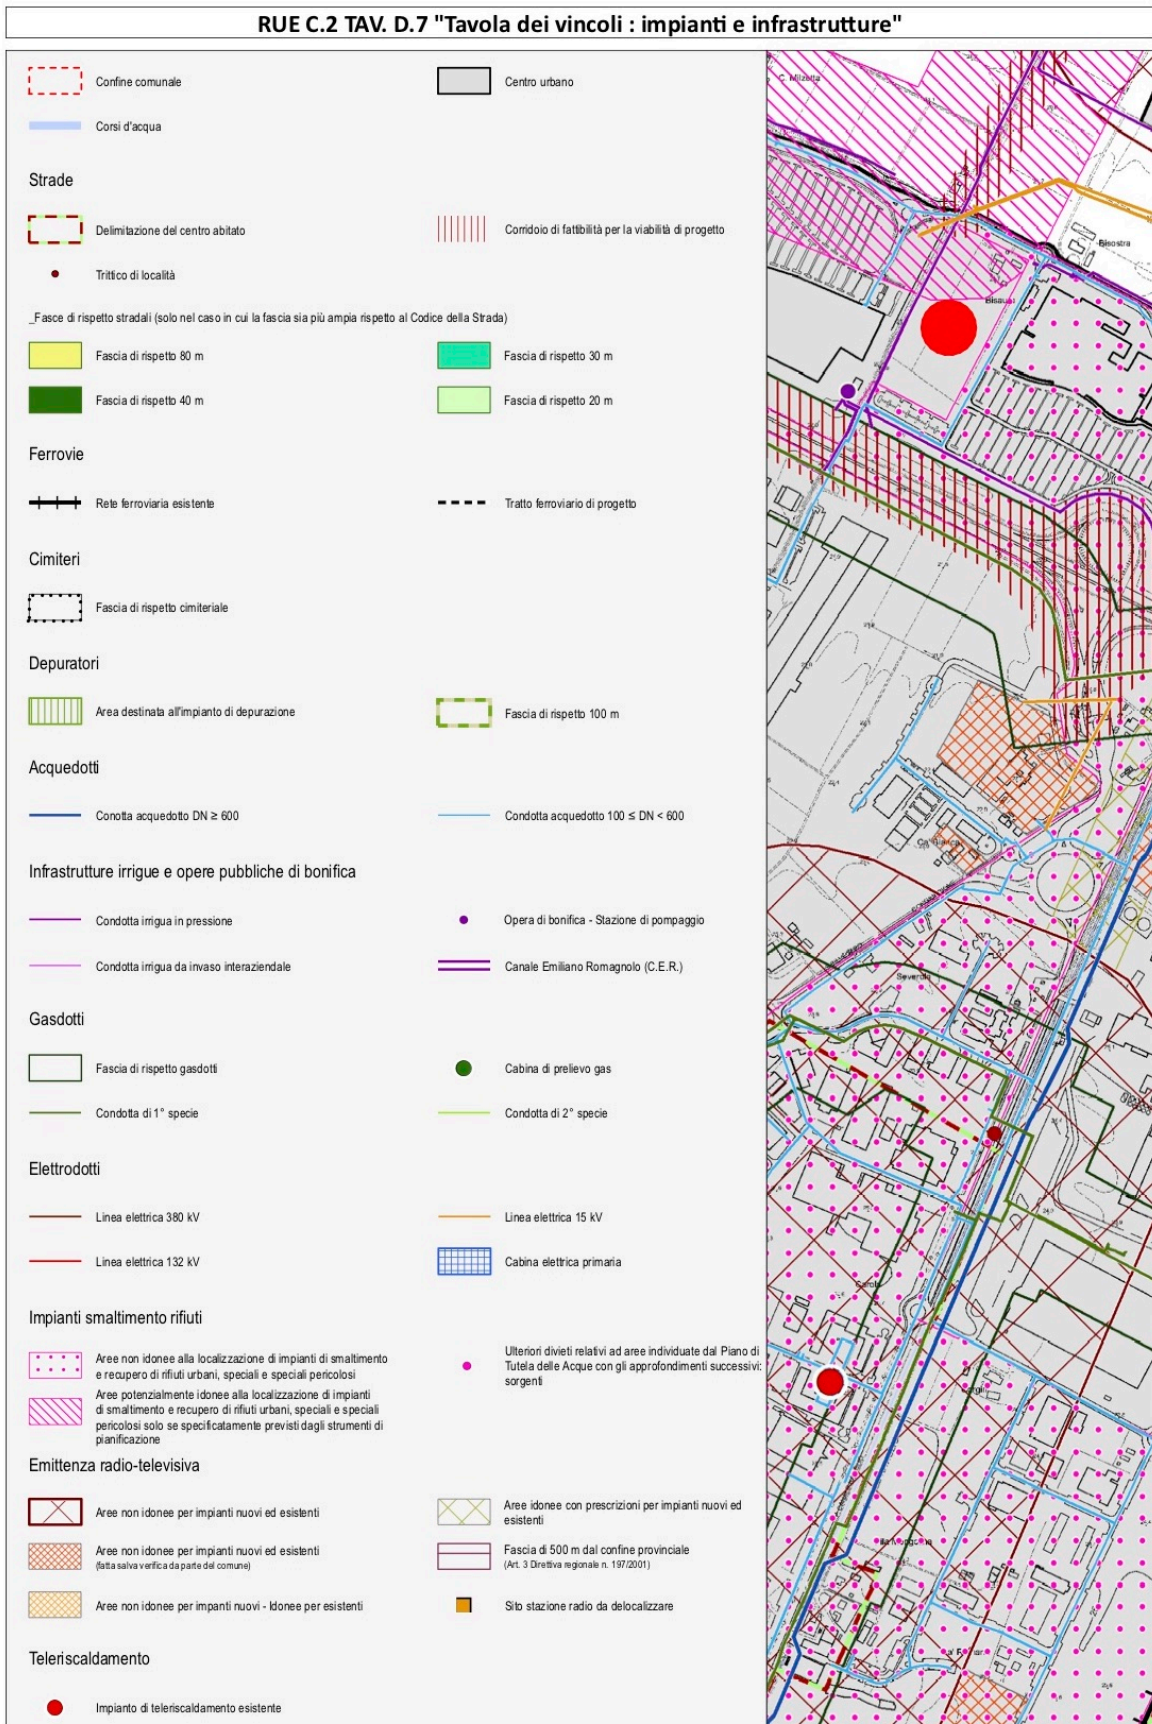 RUE C.2 TAV. D.7 "Tavola dei vincoli : impianti e infrastrutture"
Confine comunale
Centro urbano
Corsi d'acqua
Strade
Delimitazione del centro abitato
Corridoio di fattibilità per la viabilità di progetto
Trittico di località
_Fasce di rispetto stradali (solo nel caso in cui la fascia sia più ampia rispetto al Codice della Strada)
Fascia di rispetto 80 m
Fascia di rispetto 30 m
Fascia di rispetto 40 m
Fascia di rispetto 20 m
Ferrovie
Rete ferroviaria esistente
Tratto ferroviario di progetto
Cimiteri
Fascia di rispetto cimiteriale
Depuratori
Area destinata all'impianto di depurazione
Fascia di rispetto 100 m
Acquedotti
Conotta acquedotto DN ≥ 600
Condotta acquedotto 100 ≤ DN < 600
Infrastrutture irrigue e opere pubbliche di bonifica
Condotta irrigua in pressione
Opera di bonifica - Stazione di pompaggio
Condotta irrigua da invaso interaziendale
Canale Emiliano Romagnolo (C.E.R.)
Gasdotti
Fascia di rispetto gasdotti
Cabina di prelievo gas
Condotta di 1° specie
Condotta di 2° specie
Elettrodotti
Linea elettrica 380 kV
Linea elettrica 15 kV
Linea elettrica 132 kV
Cabina elettrica primaria
Impianti smaltimento rifiuti
Aree non idonee alla localizzazione di impianti di smaltimento
e recupero di rifiuti urbani, speciali e speciali pericolosi
Ulteriori divieti relativi ad aree individuate dal Piano di
Tutela delle Acque con gli approfondimenti successivi:
sorgenti
Aree potenzialmente idonee alla localizzazione di impianti
di smaltimento e recupero di rifiuti urbani, speciali e speciali
pericolosi solo se specificatamente previsti dagli strumenti di
pianificazione
Emittenza radio-televisiva
Aree non idonee per impianti nuovi ed esistenti
Aree idonee con prescrizioni per impianti nuovi ed
esistenti
Aree non idonee per impianti nuovi ed esistenti
(fatta salva verifica da parte del comune)
Fascia di 500 m dal confine provinciale
(Art. 3 Direttiva regionale n. 197/2001)
Aree non idonee per impanti nuovi - Idonee per esistenti
Sito stazione radio da delocalizzare
Teleriscaldamento
Impianto di teleriscaldamento esistente
C. Milzetta
Bisostra
Severoli